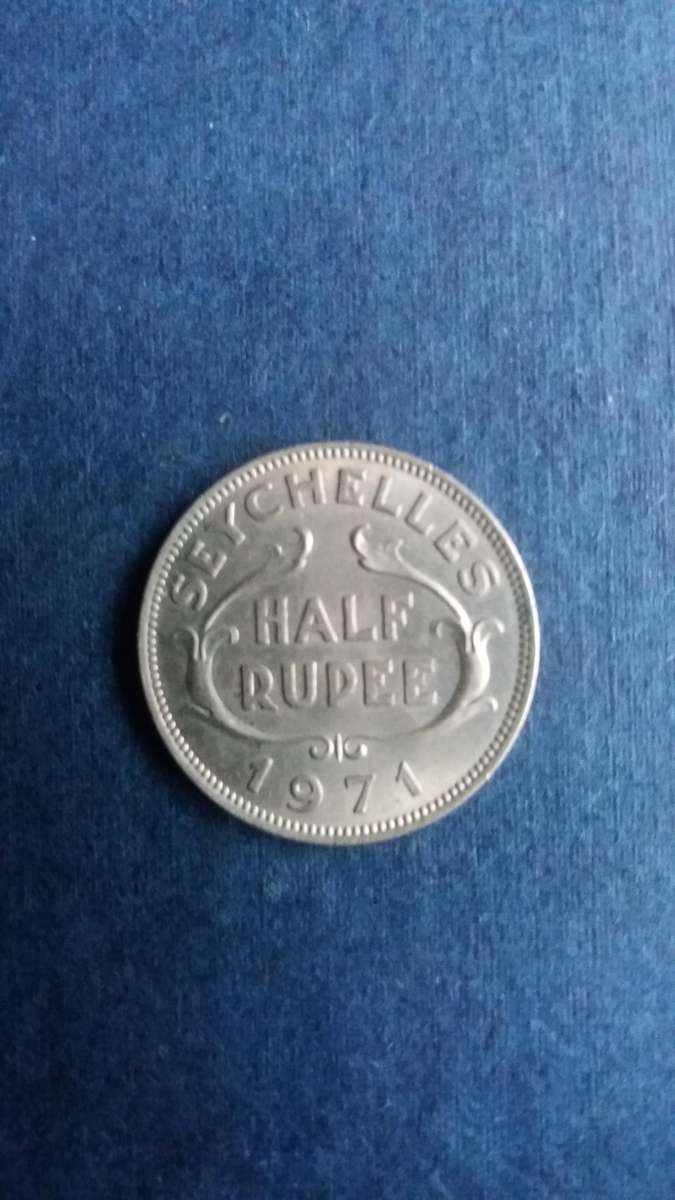 SEYCHELLES
HALF
RUPEE
1971